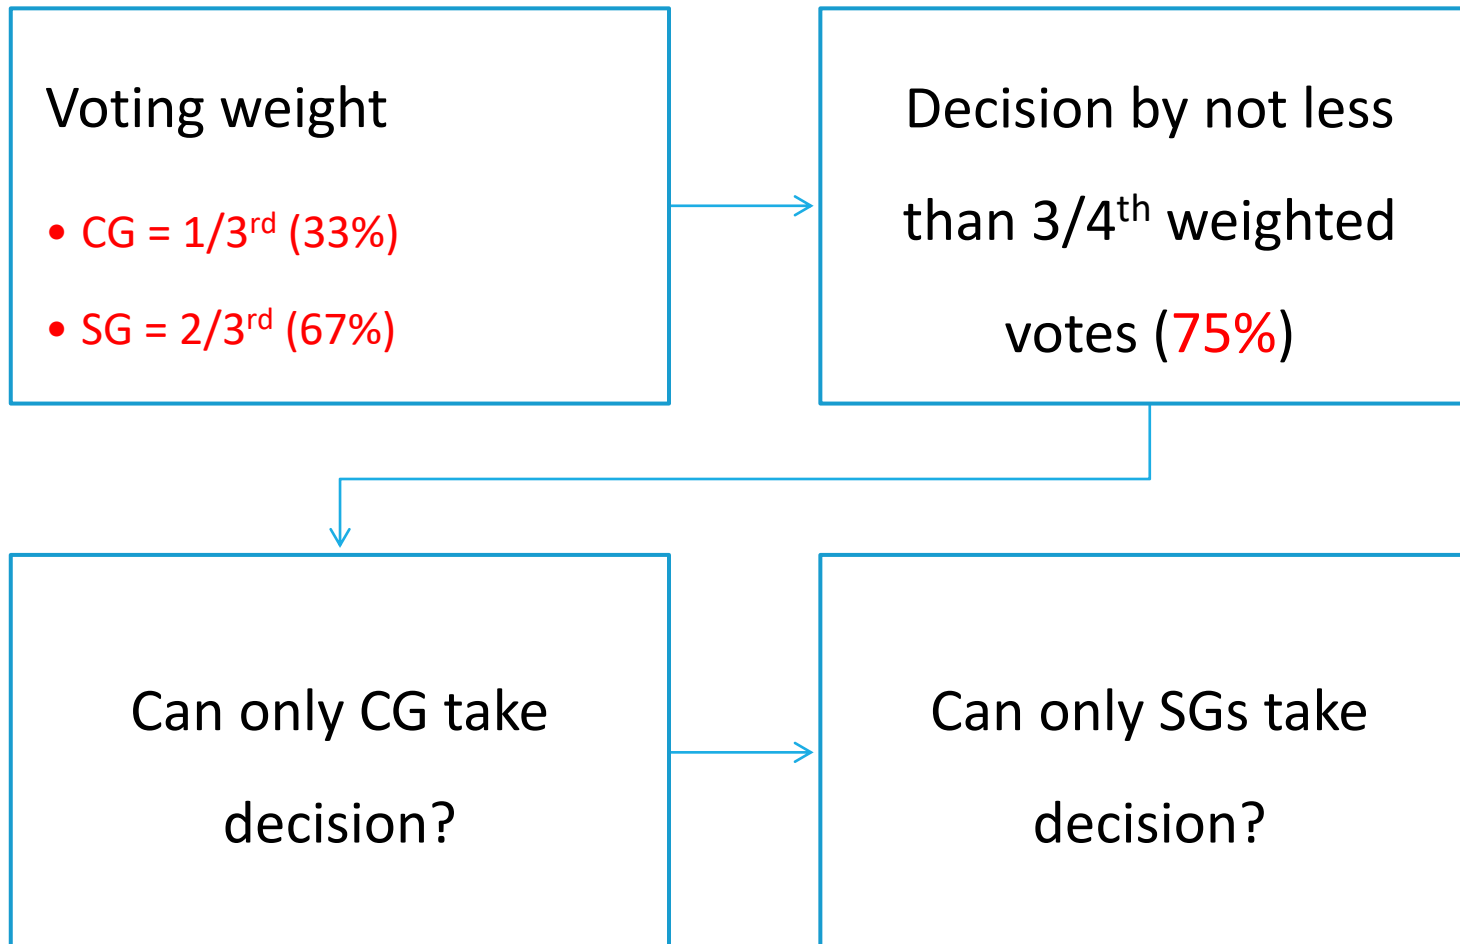 Voting weight
• CG = 1/3rd (33%)
• SG = 2/3rd (67%)
Decision by not less
than 3/4th weighted
votes (75%)
Can only CG take
decision?
Can only SGs take
decision?